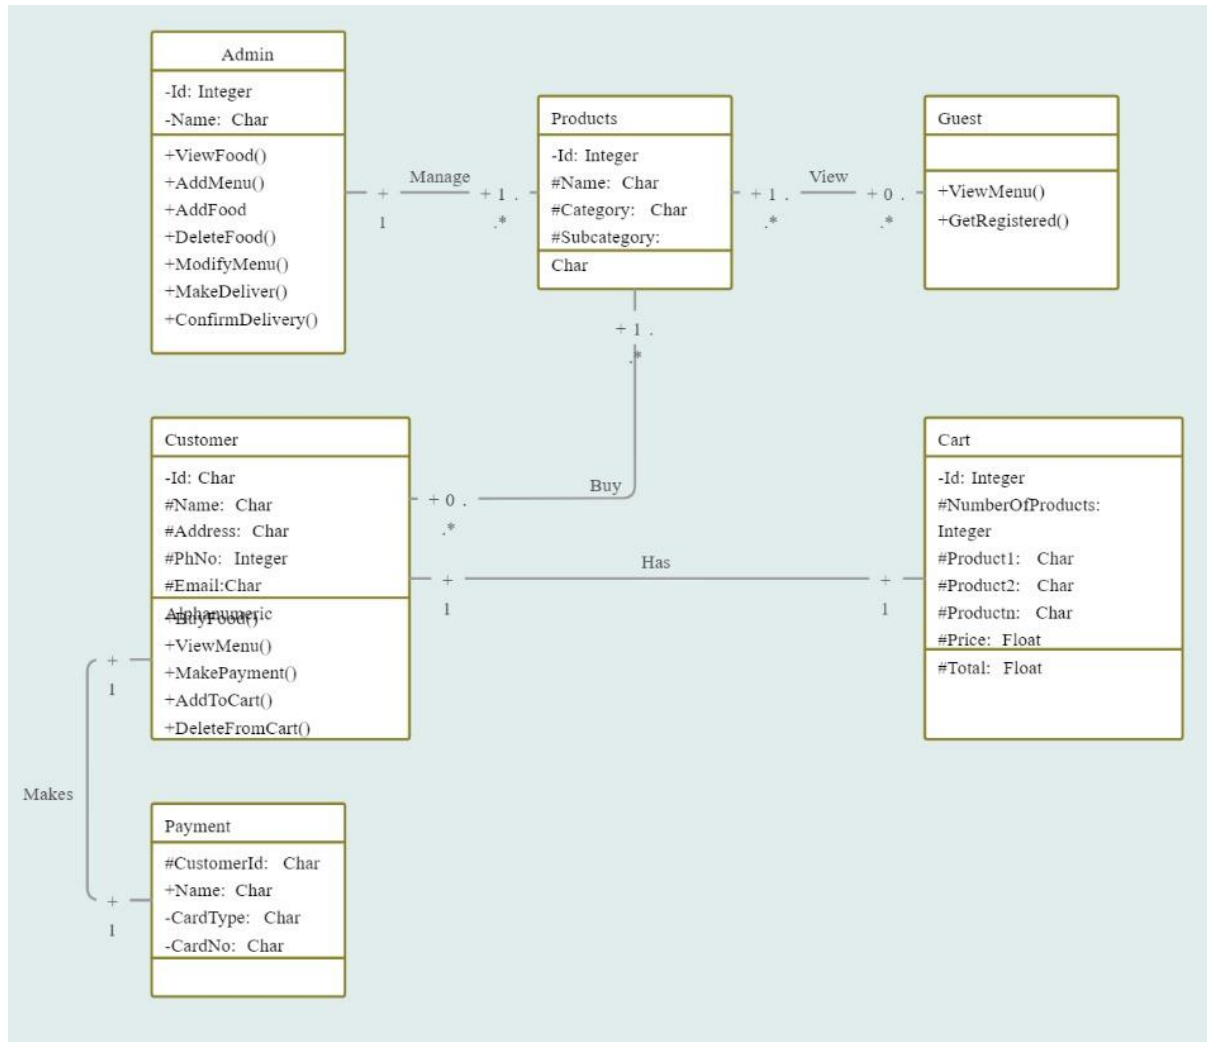 Admin
-Id: Integer
-Name: Char
+ViewFood()
+AddMenu()
+AddFood
+DeleteFood()
+ModifyMenu()
+MakeDeliver()
+ConfirmDelivery()
+
1
Manage
+ 1 .
.*
Products
-Id: Integer
#Name: Char
#Category: Char
#Subcategory:
Char
+ 1 .
.*
View
+ 0 .
.*
Guest
+ViewMenu()
+GetRegistered()
+ 1 .
.*
Buy
+ 0 .
.*
Customer
-Id: Char
#Name: Char
#Address: Char
#PhNo: Integer
#Email:Char
Alphanumeric
+BuyFood()
+ViewMenu()
+MakePayment()
+AddToCart()
+DeleteFromCart()
+
1
Has
+
1
Cart
-Id: Integer
#NumberOfProducts:
Integer
#Product1: Char
#Product2: Char
#Productn: Char
#Price: Float
#Total: Float
+
1
Makes
+
1
Payment
#CustomerId: Char
+Name: Char
-CardType: Char
-CardNo: Char